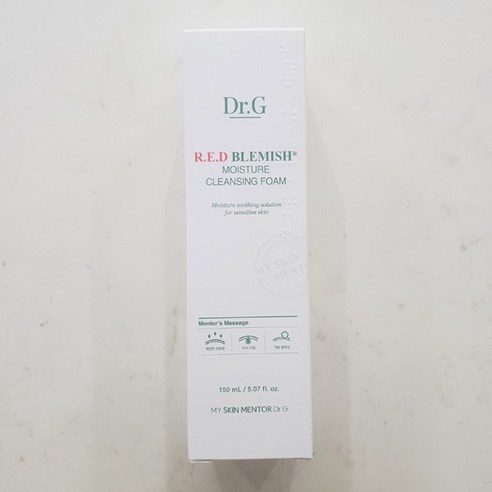 Dr.G
R.E.D BLEMISH®
MOISTURE
CLEANSING FOAM
Moisture soothing solution
for sensitive skin
MY SKIN
MENTOR
Mentor's Message
150 mL / 5.07 fl. oz.
MY SKIN MENTOR Dr.G